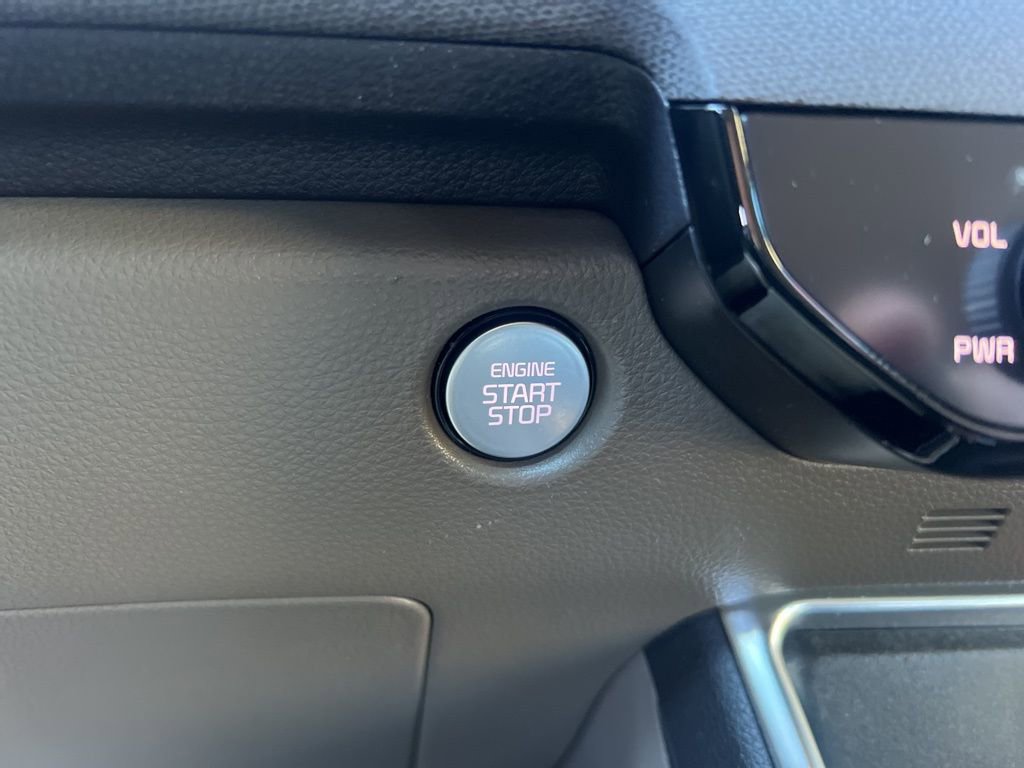 ENGINE
START
STOP
VOL
PWR